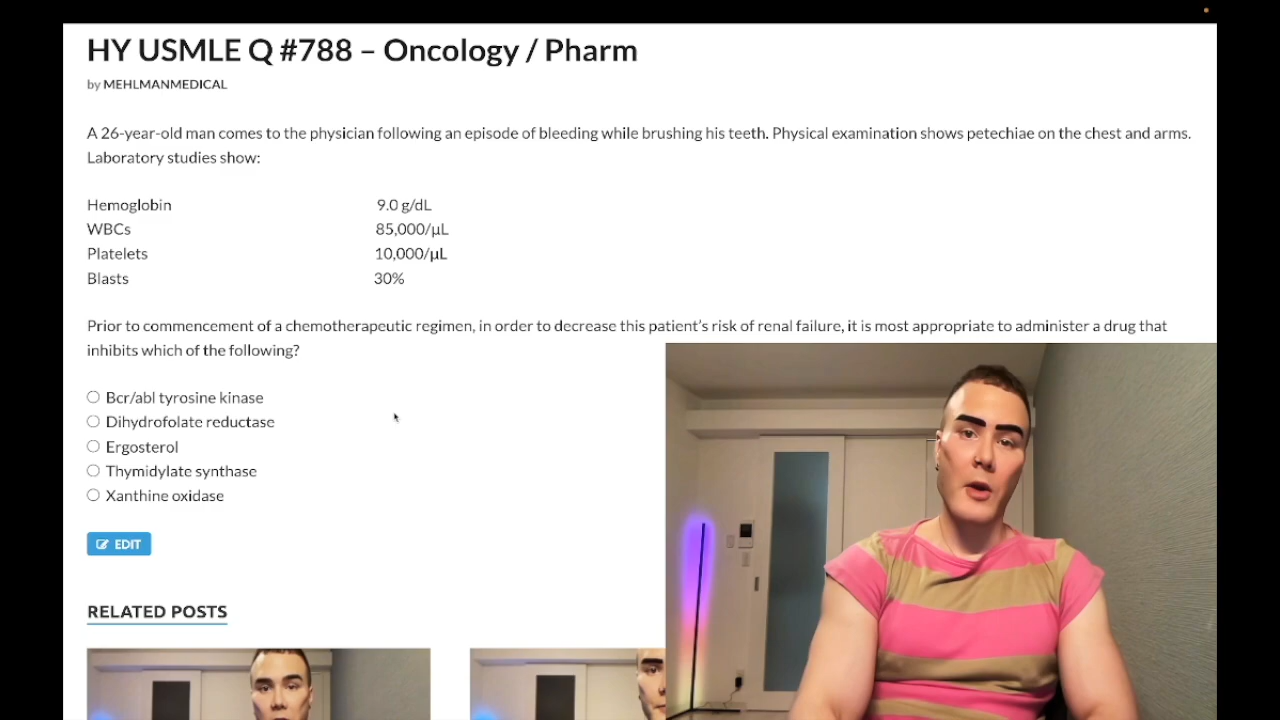 HY USMLE Q #788 – Oncology / Pharm
by MEHLMANMEDICAL
A 26-year-old man comes to the physician following an episode of bleeding while brushing his teeth. Physical examination shows petechiae on the chest and arms.
Laboratory studies show:
Hemoglobin 9.0 g/dL
WBCs 85,000/μL
Platelets 10,000/μL
Blasts 30%
Prior to commencement of a chemotherapeutic regimen, in order to decrease this patient's risk of renal failure, it is most appropriate to administer a drug that
inhibits which of the following?
Bcr/abl tyrosine kinase
Dihydrofolate reductase
Ergosterol
Thymidylate synthase
Xanthine oxidase
EDIT
RELATED POSTS